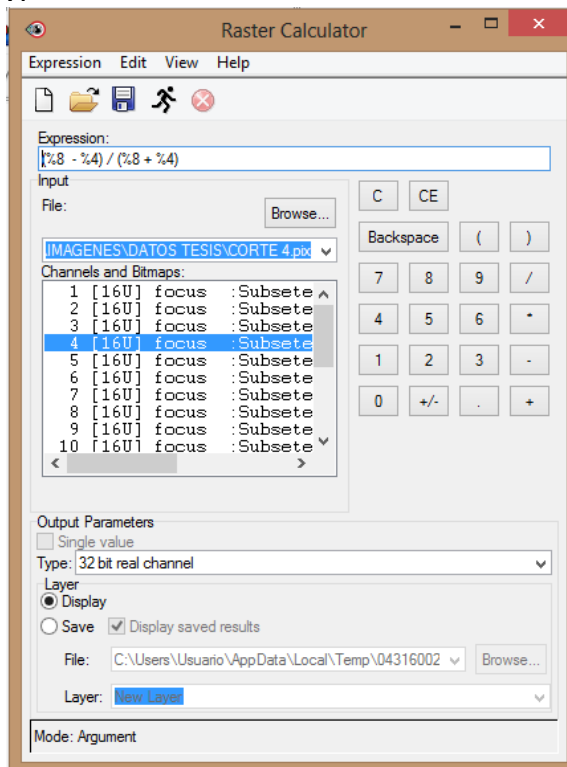 Raster Calculator
Expression Edit View Help
Expression:
(%8 - %4) / (%8 + %4)
Input
File:
Browse...
C CE
IMAGENES\DATOS TESIS\CORTE 4.pix
Backspace ( )
Channels and Bitmaps:
1 [16U] focus :Subsete
2 [16U] focus :Subsete
3 [16U] focus :Subsete
4 [16U] focus :Subsete
5 [16U] focus :Subsete
6 [16U] focus :Subsete
7 [16U] focus :Subsete
8 [16U] focus :Subsete
9 [16U] focus :Subsete
10 [16U] focus :Subsete
7 8 9 /
4 5 6 *
1 2 3 -
0 +/- . +
Output Parameters
Single value
Type: 32 bit real channel
Layer
Display
Save Display saved results
File: C:\Users\Usuario\AppData\Local\Temp\04316002 Browse...
Layer: New Layer
Mode: Argument